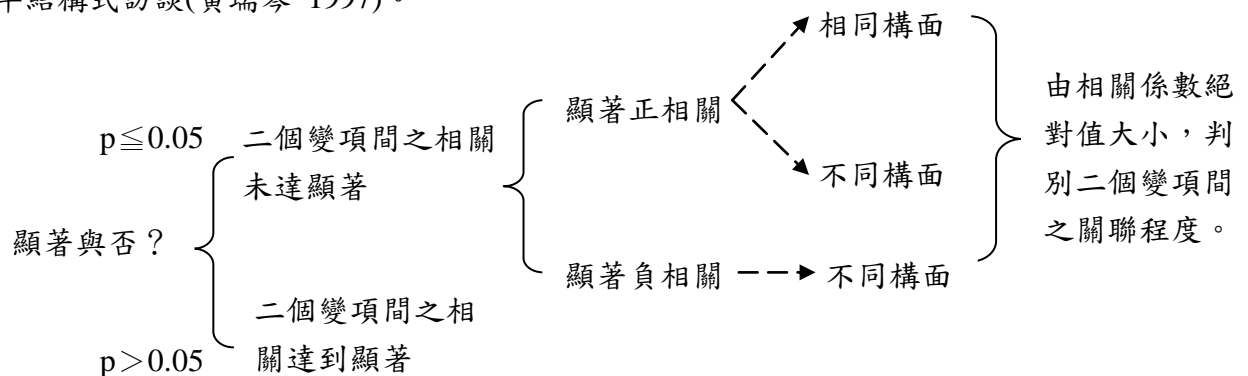 半結構式訪談(黃瑞琴 1997)。
相同構面
顯著正相關
不同構面
p≦0.05
二個變項間之相關
未達顯著
顯著與否？
顯著負相關
不同構面
二個變項間之相
關達到顯著
p＞0.05
由相關係數絕
對值大小，判
別二個變項間
之關聯程度。